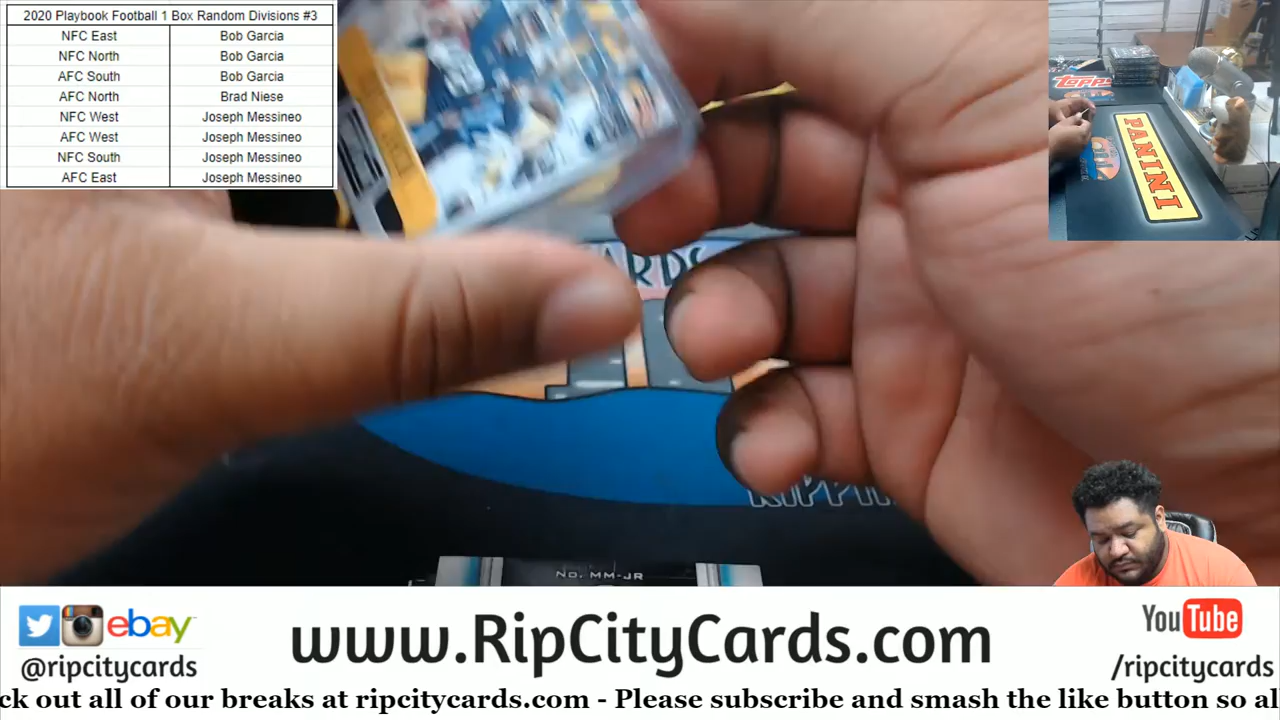 2020 Playbook Football 1 Box Random Divisions #3
NFC East Bob Garcia
NFC North Bob Garcia
AFC South Bob Garcia
AFC North Brad Niese
NFC West Joseph Messineo
AFC West Joseph Messineo
NFC South Joseph Messineo
AFC East Joseph Messineo
TOPPS
PANINI
ARDS
RIPPI
No. MM-JR
ebay
@ripcitycards
www.RipCityCards.com
YouTube
/ripcitycards
ck out all of our breaks at ripcitycards.com - Please subscribe and smash the like button so al